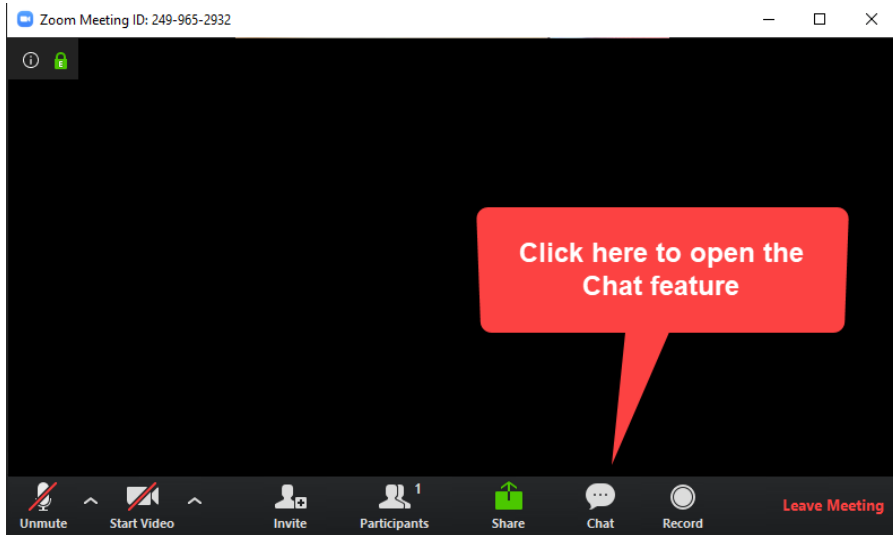 Zoom Meeting ID: 249-965-2932
E
Click here to open the
Chat feature
1
Unmute Start Video Invite Participants Share Chat Record Leave Meeting